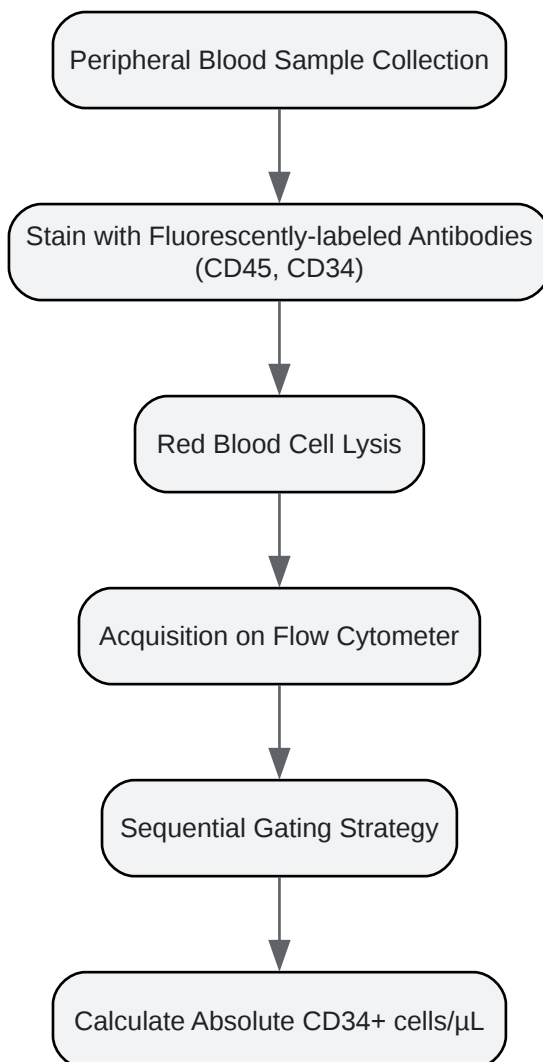 Peripheral Blood Sample Collection
Stain with Fluorescently-labeled Antibodies
(CD45, CD34)
Red Blood Cell Lysis
Acquisition on Flow Cytometer
Sequential Gating Strategy
Calculate Absolute CD34+ cells/µL